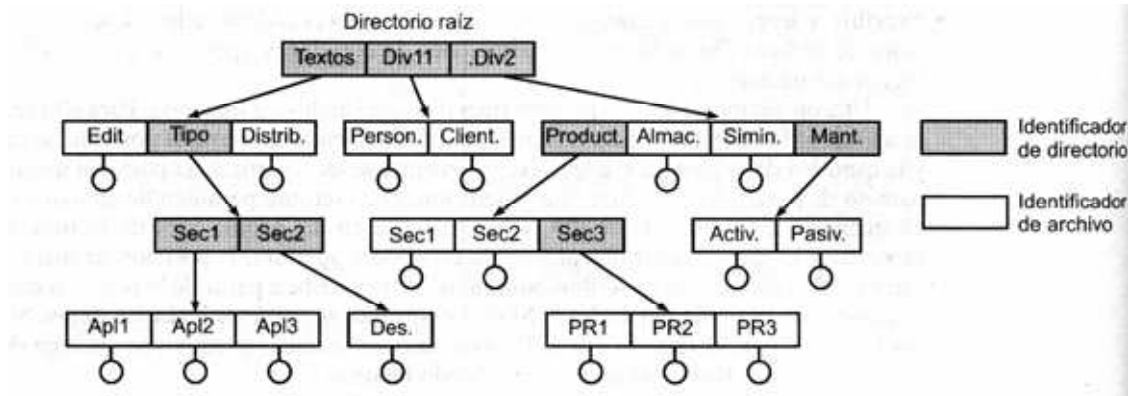 Directorio raíz
Textos Div11 .Div2
Edit Tipo Distrib. Person. Client. Product. Almac. Simin. Mant.
Identificador
de directorio
Identificador
de archivo
Sec1 Sec2 Sec1 Sec2 Sec3 Activ. Pasiv.
Apl1 Apl2 Apl3 Des. PR1 PR2 PR3